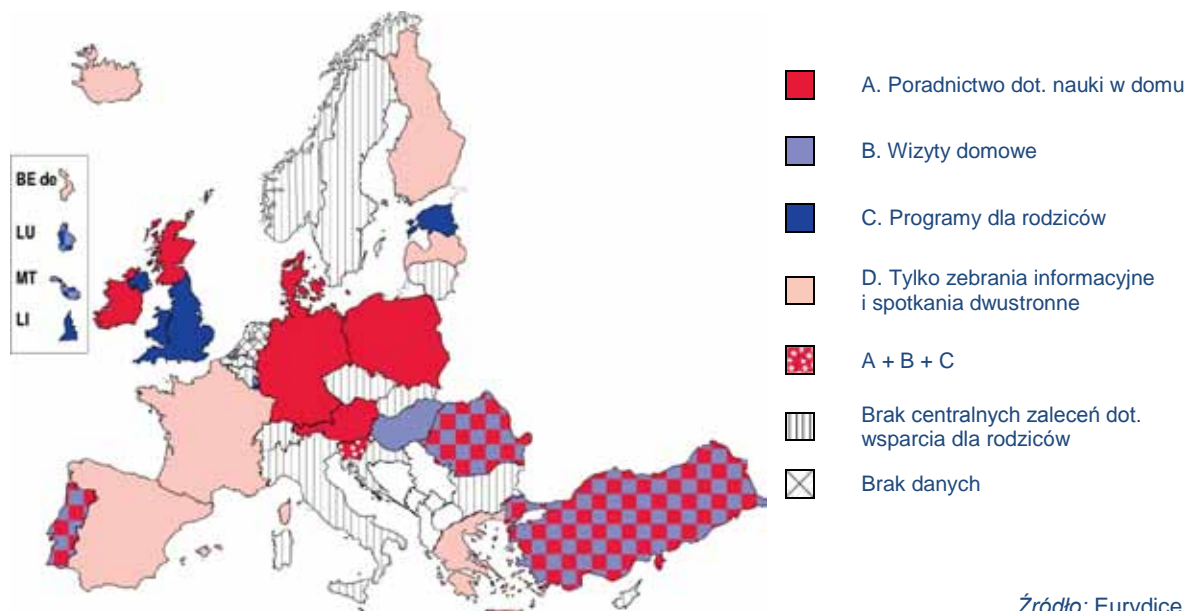 BE de
LU
MT
LI
A. Poradnictwo dot. nauki w domu
B. Wizyty domowe
C. Programy dla rodziców
D. Tylko zebrania informacyjne
i spotkania dwustronne
A + B + C
Brak centralnych zaleceń dot.
wsparcia dla rodziców
Brak danych
Źródło: Eurydice